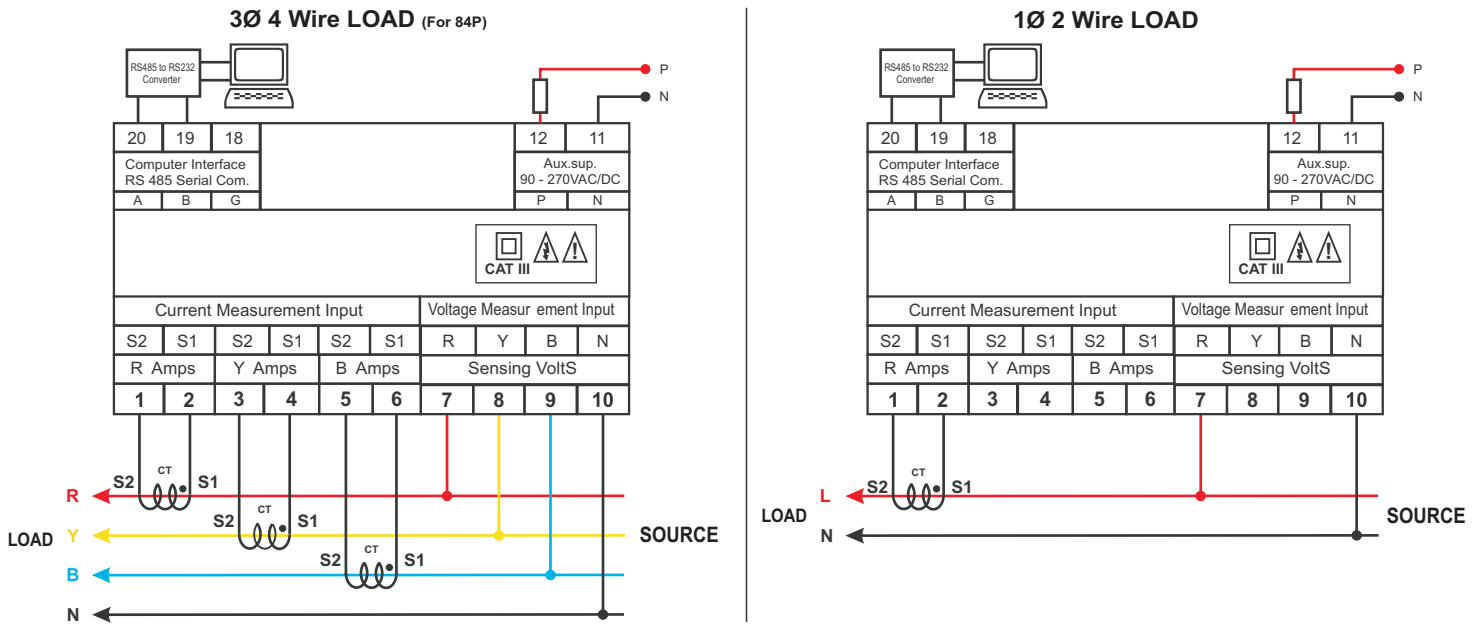 3Ø 4 Wire LOAD (For 84P)
RS485 to RS232
Converter
P
N
20 19 18 12 11
Computer Interface
RS 485 Serial Com.
Aux.sup.
90 - 270VAC/DC
A B G P N
CAT III
Current Measurement Input Voltage Measur ement Input
S2 S1 S2 S1 S2 S1 R Y B N
R Amps Y Amps B Amps Sensing VoltS
1 2 3 4 5 6 7 8 9 10
S2 CT S1
R
S2 CT S1
LOAD Y SOURCE
S2 CT S1
B
N
1Ø 2 Wire LOAD
RS485 to RS232
Converter
P
N
20 19 18 12 11
Computer Interface
RS 485 Serial Com.
Aux.sup.
90 - 270VAC/DC
A B G P N
CAT III
Current Measurement Input Voltage Measur ement Input
S2 S1 S2 S1 S2 S1 R Y B N
R Amps Y Amps B Amps Sensing VoltS
1 2 3 4 5 6 7 8 9 10
S2 CT S1
L
LOAD SOURCE
N